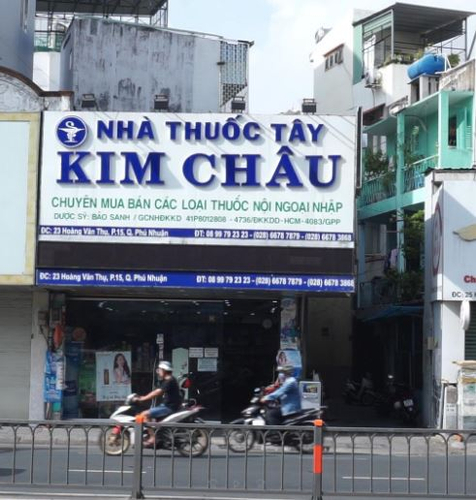 NHÀ THUỐC TÂY
KIM CHÂU
CHUYÊN MUA BÁN CÁC LOẠI THUỐC NỘI NGOẠI NHẬP
DƯỢC SỸ: BẢO SANH / GCNHĐKKD 41P8012808 - 4736/ĐKKDD-HCM-4083/GPP
ĐC: 23 Hoàng Văn Thụ, P.15, Q. Phú Nhuận ĐT: 08 99 79 23 23 - (028) 6678 7879 - (028) 6678 3868
ĐC: 23 Hoàng Văn Thụ, P.15, Q. Phú Nhuận ĐT: 08 99 79 23 23 - (028) 6678 7879 - (028) 6678 3868